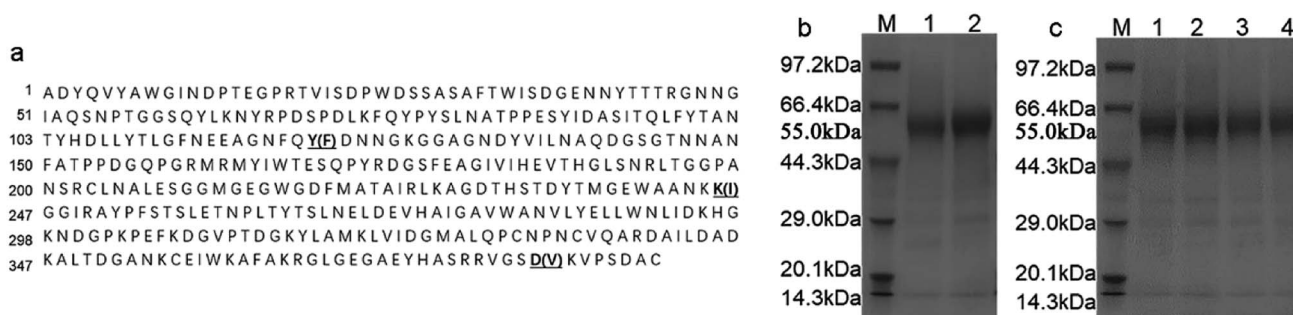 a
1 ADYQVYAWGINDPTEGPRTVISDPWDSSASAFTWISDGENNYTTTRGNNG
51 IAQSNPTGGSQYLKNYRPDSPDLKFQYPYSLNATPPESYIDASITQLFYTAN
103 TYHDLLYTLGFNEEAGNFQY(F)DNNGKGGAGNDYVILNAQDGSGTNNAN
150 FATPPDGQPGRMRMYIWTESQPYRDGSFEAGIVIHEVTHGLSNRLTGGPA
200 NSRCLNALESGGMGEGWGDFMATAIRLKAGDTHSTDYTMGEWAANKK(I)
247 GGIRAYPFSTSLETNPLTYTSLNELDEVHAIGAVWANVLYELLWNLIDKHG
298 KNDGPKPEFKDGVPTDGKYLAMKLVIDGMALQPCNPNCVQARDAILDAD
347 KALTDGANKCEIWKAFAKRGLGEGAEYHASRRVGSD(V)KVPSDAC
b
M 1 2
97.2kDa
66.4kDa
55.0kDa
44.3kDa
29.0kDa
20.1kDa
14.3kDa
c
M 1 2 3 4
97.2kDa
66.4kDa
55.0kDa
44.3kDa
29.0kDa
20.1kDa
14.3kDa